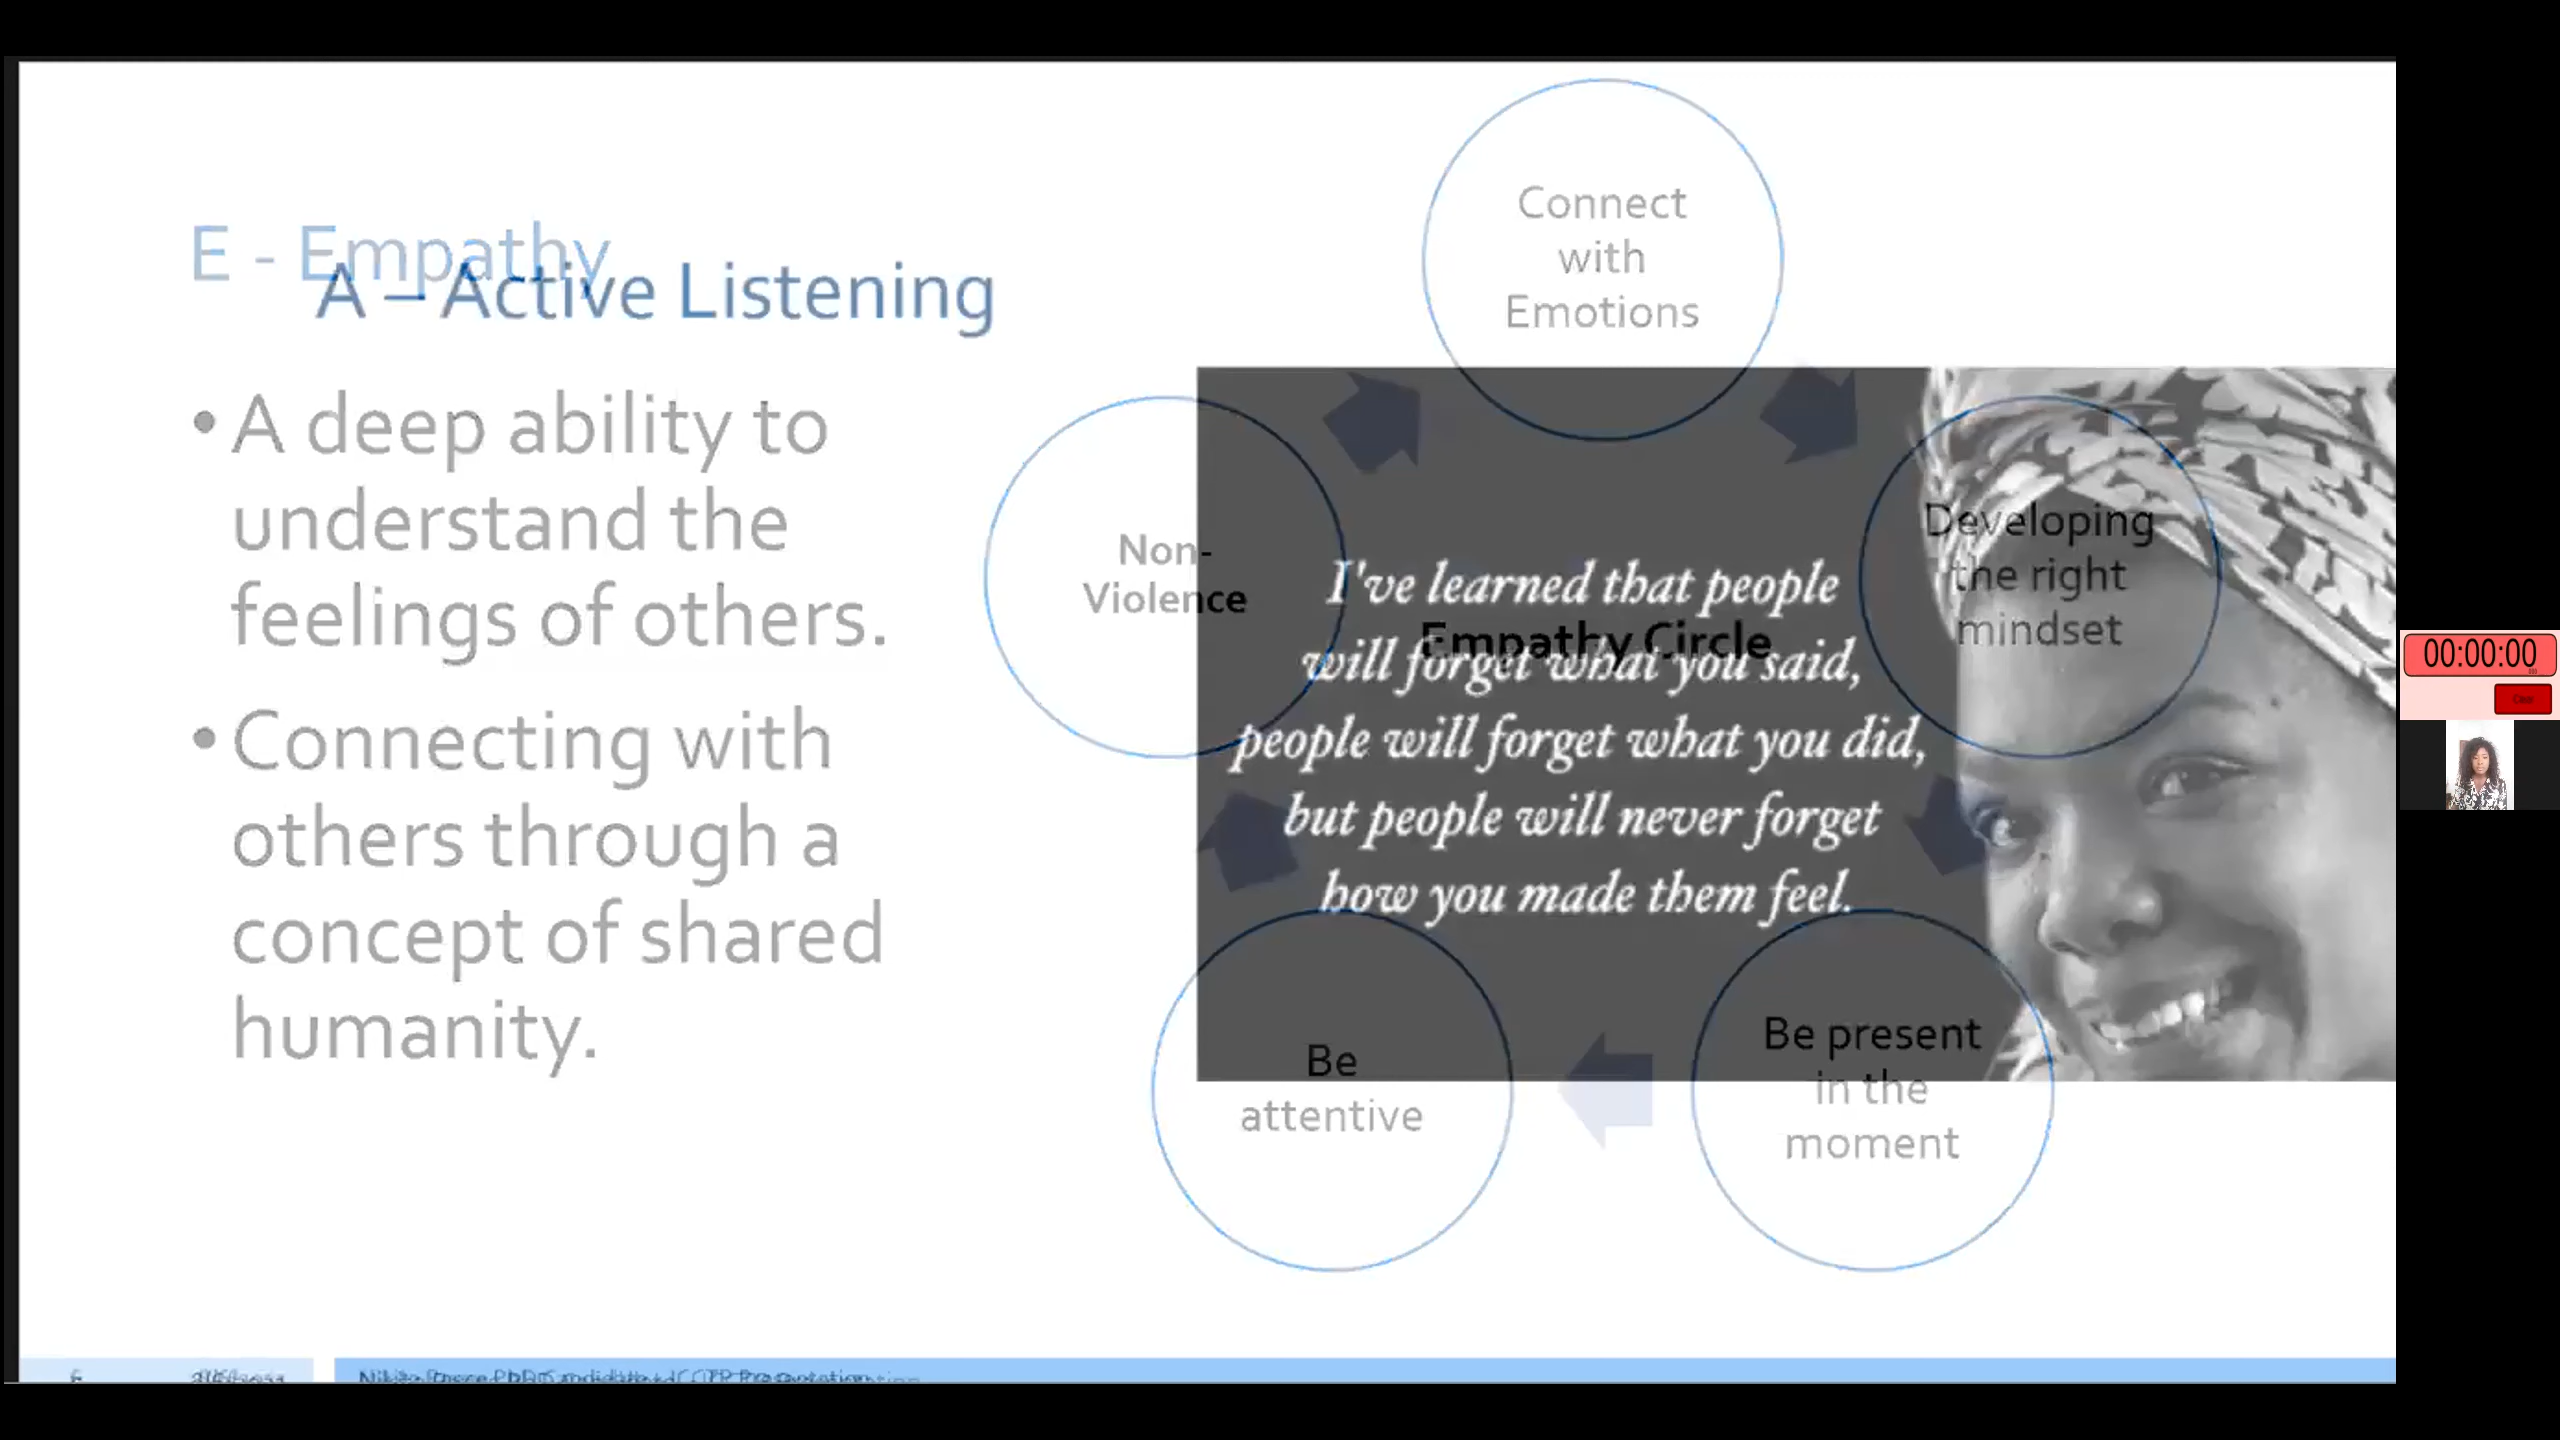 E - Empathy
A – Active Listening
• A deep ability to
understand the
feelings of others.
• Connecting with
others through a
concept of shared
humanity.
Connect
with
Emotions
Developing
the right
mindset
Be present
in the
moment
Be
attentive
Non-
Violence
Empathy Circle
I've learned that people
will forget what you said,
people will forget what you did,
but people will never forget
how you made them feel.
00:00:00